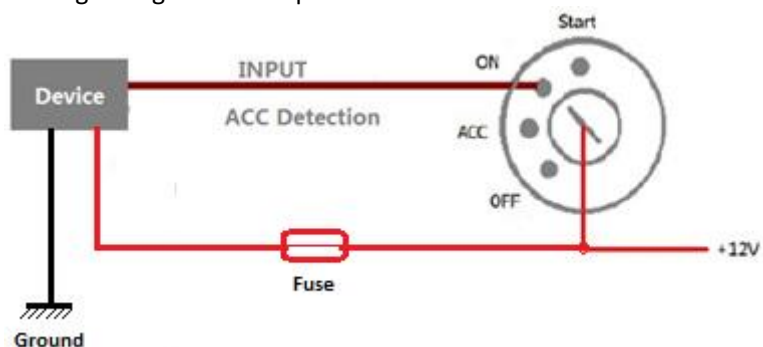 Start
ON
INPUT
Device
ACC Detection
ACC
OFF
+12V
Fuse
Ground